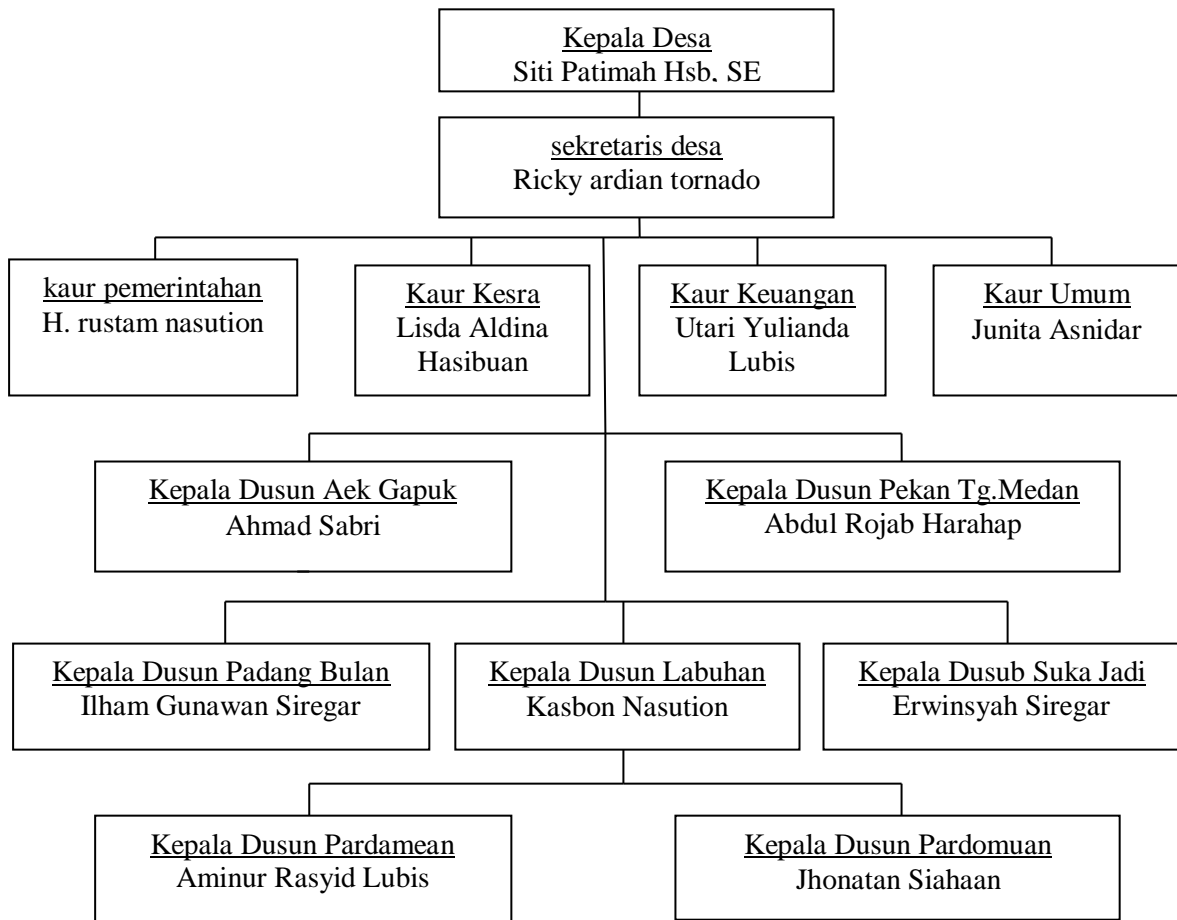 Kepala Desa
Siti Patimah Hsb. SE
sekretaris desa
Ricky ardian tornado
kaur pemerintahan
H. rustam nasution
Kaur Kesra
Lisda Aldina
Hasibuan
Kaur Keuangan
Utari Yulianda
Lubis
Kaur Umum
Junita Asnidar
Kepala Dusun Aek Gapuk
Ahmad Sabri
Kepala Dusun Pekan Tg.Medan
Abdul Rojab Harahap
Kepala Dusun Padang Bulan
Ilham Gunawan Siregar
Kepala Dusun Labuhan
Kasbon Nasution
Kepala Dusub Suka Jadi
Erwinsyah Siregar
Kepala Dusun Pardamean
Aminur Rasyid Lubis
Kepala Dusun Pardomuan
Jhonatan Siahaan